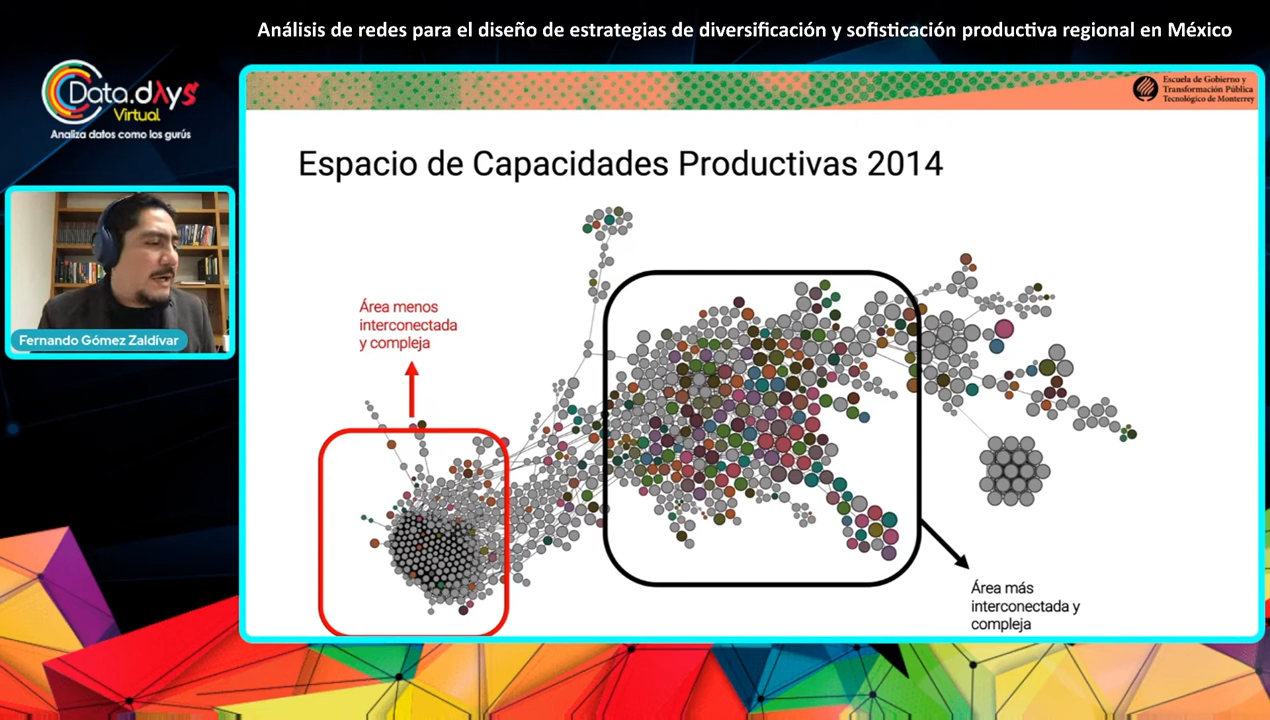 Análisis de redes para el diseño de estrategias de diversificación y sofisticación productiva regional en México
Data.dAys
Virtual
Analiza datos como los gurús
Escuela de Gobierno y
Transformación Pública
Tecnológico de Monterrey
Espacio de Capacidades Productivas 2014
Área menos
interconectada
y compleja
Fernando Gómez Zaldívar
Área más
interconectada y
compleja